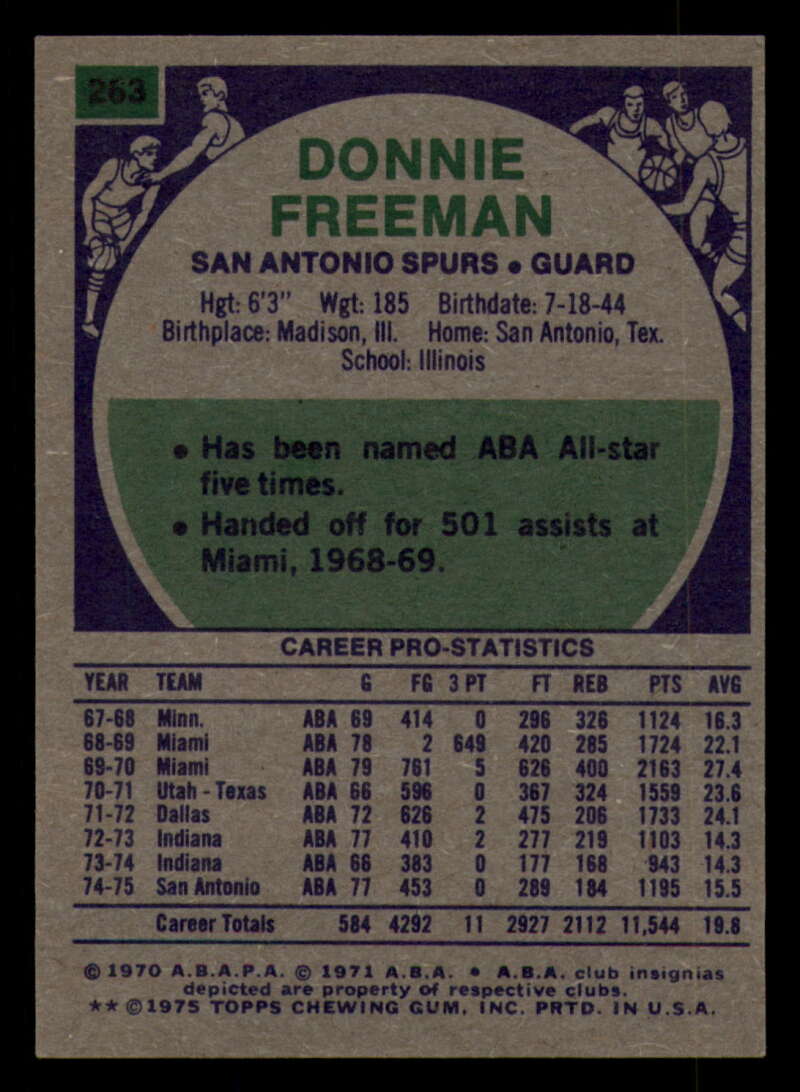 263
DONNIE
FREEMAN
SAN ANTONIO SPURS • GUARD
Hgt: 6'3" Wgt: 185 Birthdate: 7-18-44
Birthplace: Madison, Ill. Home: San Antonio, Tex.
School: Illinois
• Has been named ABA All-star
five times.
• Handed off for 501 assists at
Miami, 1968-69.
CAREER PRO-STATISTICS
YEAR TEAM G FG 3 PT FT REB PTS AVG
67-68 Minn. ABA 69 414 0 296 326 1124 16.3
68-69 Miami ABA 78 2 649 420 285 1724 22.1
69-70 Miami ABA 79 761 5 626 400 2163 27.4
70-71 Utah - Texas ABA 66 596 0 367 324 1559 23.6
71-72 Dallas ABA 72 626 2 475 206 1733 24.1
72-73 Indiana ABA 77 410 2 277 219 1103 14.3
73-74 Indiana ABA 66 383 0 177 168 943 14.3
74-75 San Antonio ABA 77 453 0 289 184 1195 15.5
Career Totals 584 4292 11 2927 2112 11,544 19.8
© 1970 A.B.A.P.A. © 1971 A.B.A. • A.B.A. club insignias
depicted are property of respective clubs.
★★ © 1975 TOPPS CHEWING GUM, INC. PRTD. IN U.S.A.